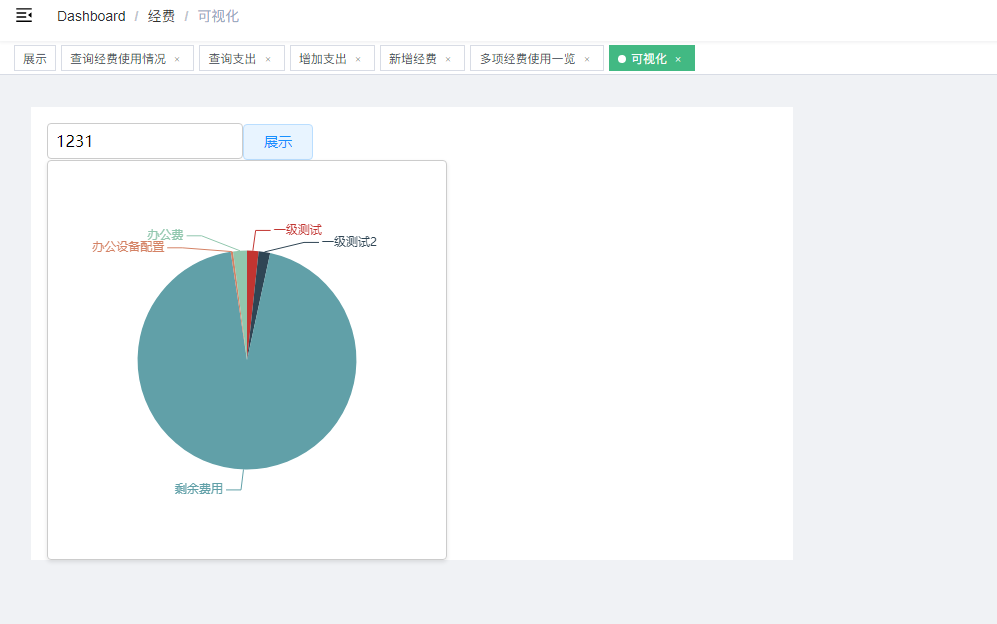 Dashboard / 经费 / 可视化
展示 查询经费使用情况 × 查询支出 × 增加支出 × 新增经费 × 多项经费使用一览 × 可视化 ×
1231 展示
办公费 一级测试
办公设备配置 一级测试2
剩余费用